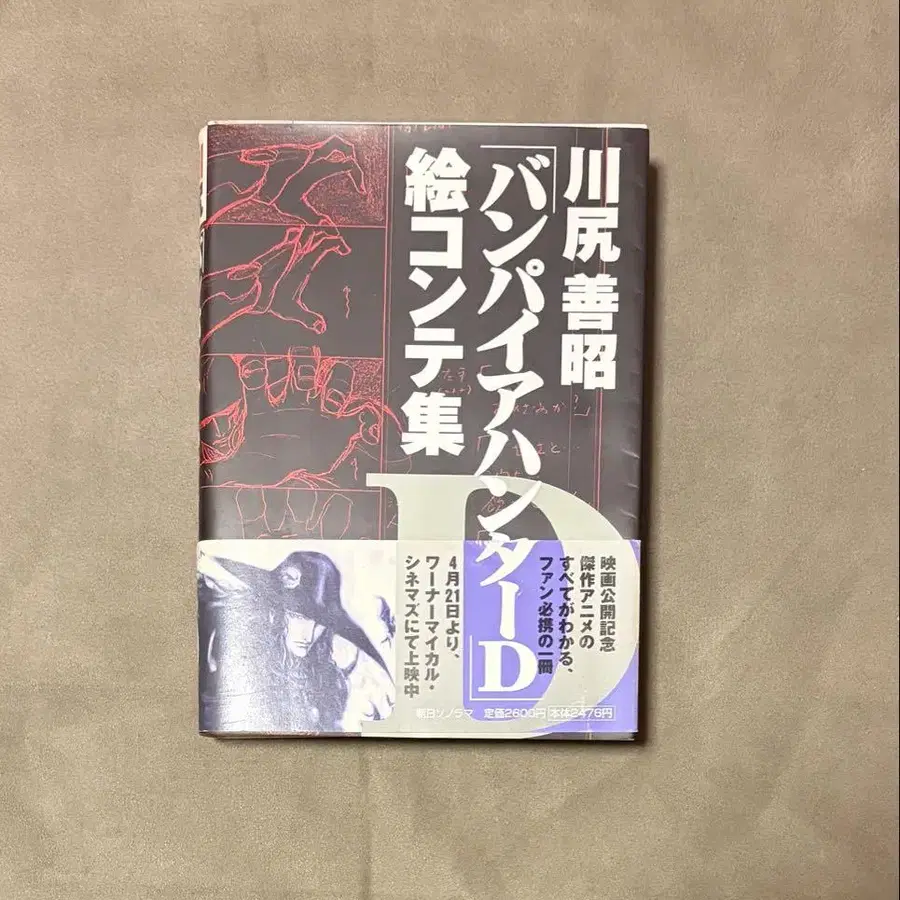 川尻 善昭
「バンパイアハンターD」
絵コンテ集
D
映画公開記念
傑作アニメの
すべてがわかる、
ファン必携の一冊
4月21日より、
ワーナーマイカル・
シネマズにて上映中
朝日ソノラマ 定価2600円 本体2476円